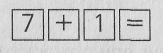 7 + 1 =